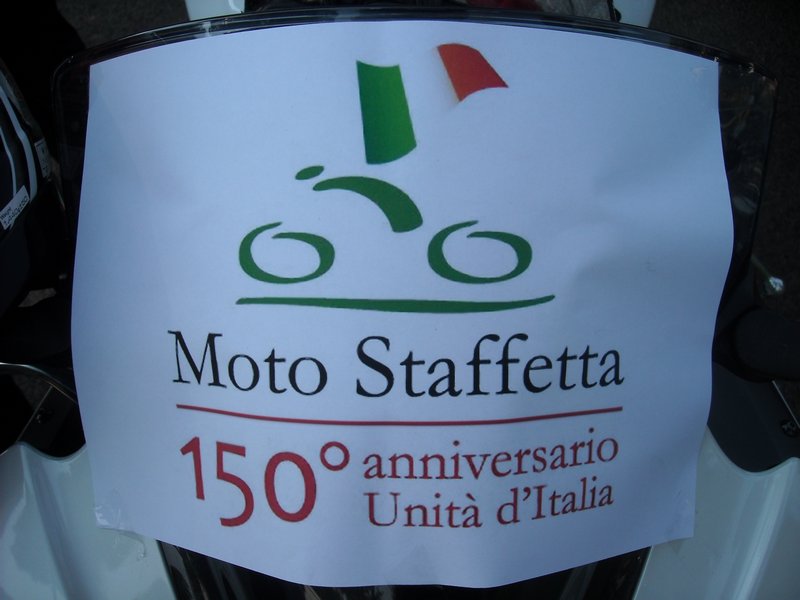 Moto Staffetta
150° anniversario
Unità d'Italia